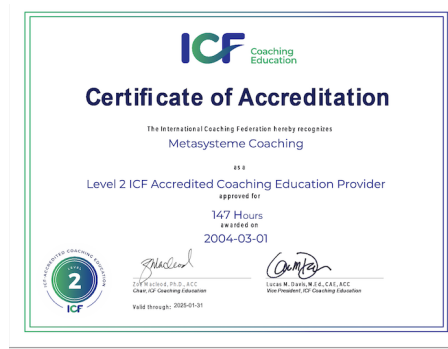 ICF
Coaching
Education
Certificate of Accreditation
The International Coaching Federation hereby recognizes
Metasysteme Coaching
as a
Level 2 ICF Accredited Coaching Education Provider
approved for
147 Hours
awarded on
2004-03-01
ICF-ACCREDITED COACHING EDUCATION
LEVEL
2
ICF
Zoë Macleod, Ph.D., ACC
Chair, ICF Coaching Education
Valid through: 2025-01-31
Lucas M. Davis, M.Ed., CAE, ACC
Vice President, ICF Coaching Education